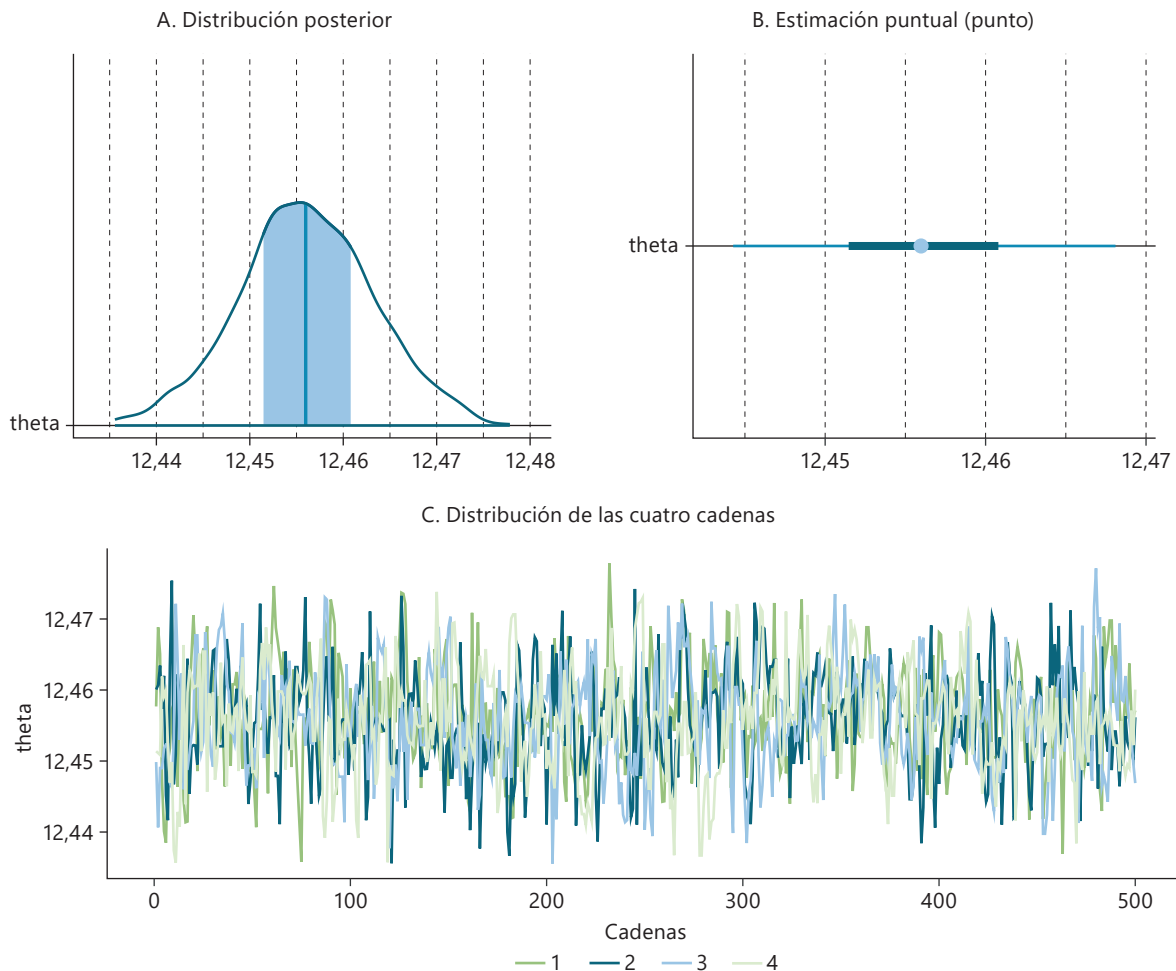 A. Distribución posterior
theta
12,44 12,45 12,46 12,47 12,48
B. Estimación puntual (punto)
theta
12,45 12,46 12,47
C. Distribución de las cuatro cadenas
theta
12,47
12,46
12,45
12,44
0 100 200 300 400 500
Cadenas
1 2 3 4